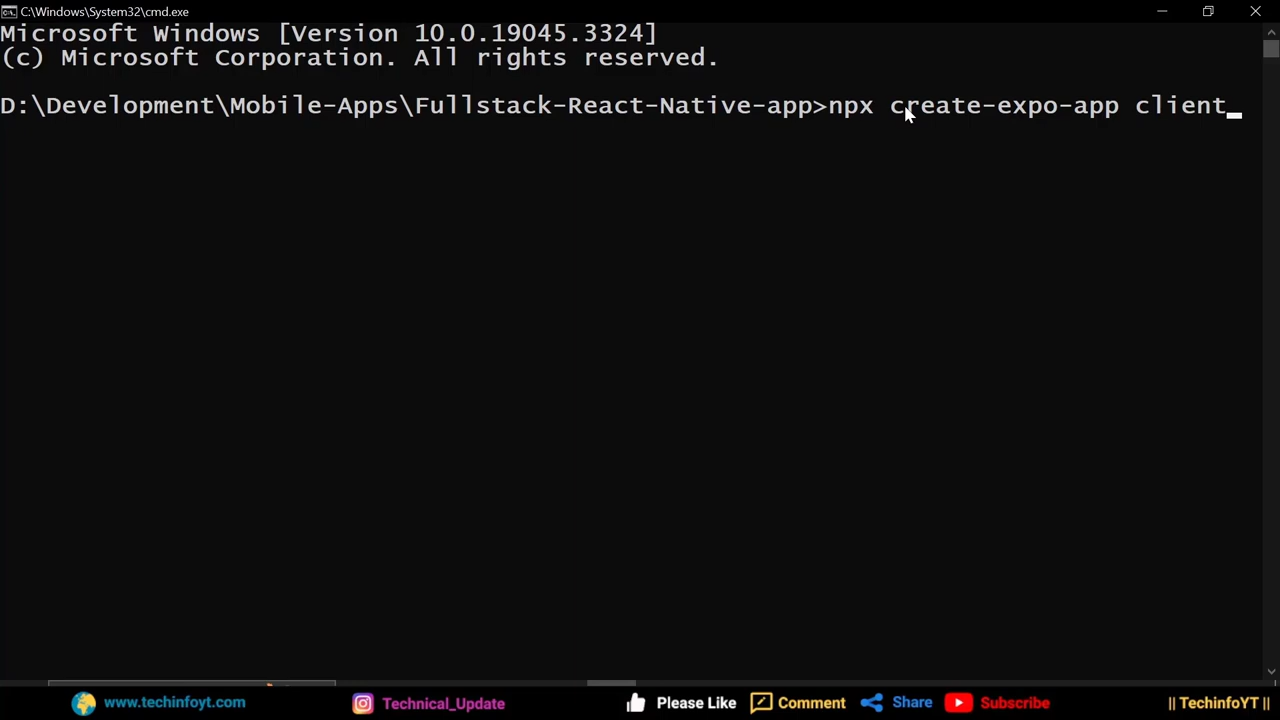 C:\Windows\System32\cmd.exe
Microsoft Windows [Version 10.0.19045.3324]
(c) Microsoft Corporation. All rights reserved.
D:\Development\Mobile-Apps\Fullstack-React-Native-app>npx create-expo-app client
www.techinfoyt.com Technical_Update Please Like Comment Share Subscribe || TechinfoYT ||